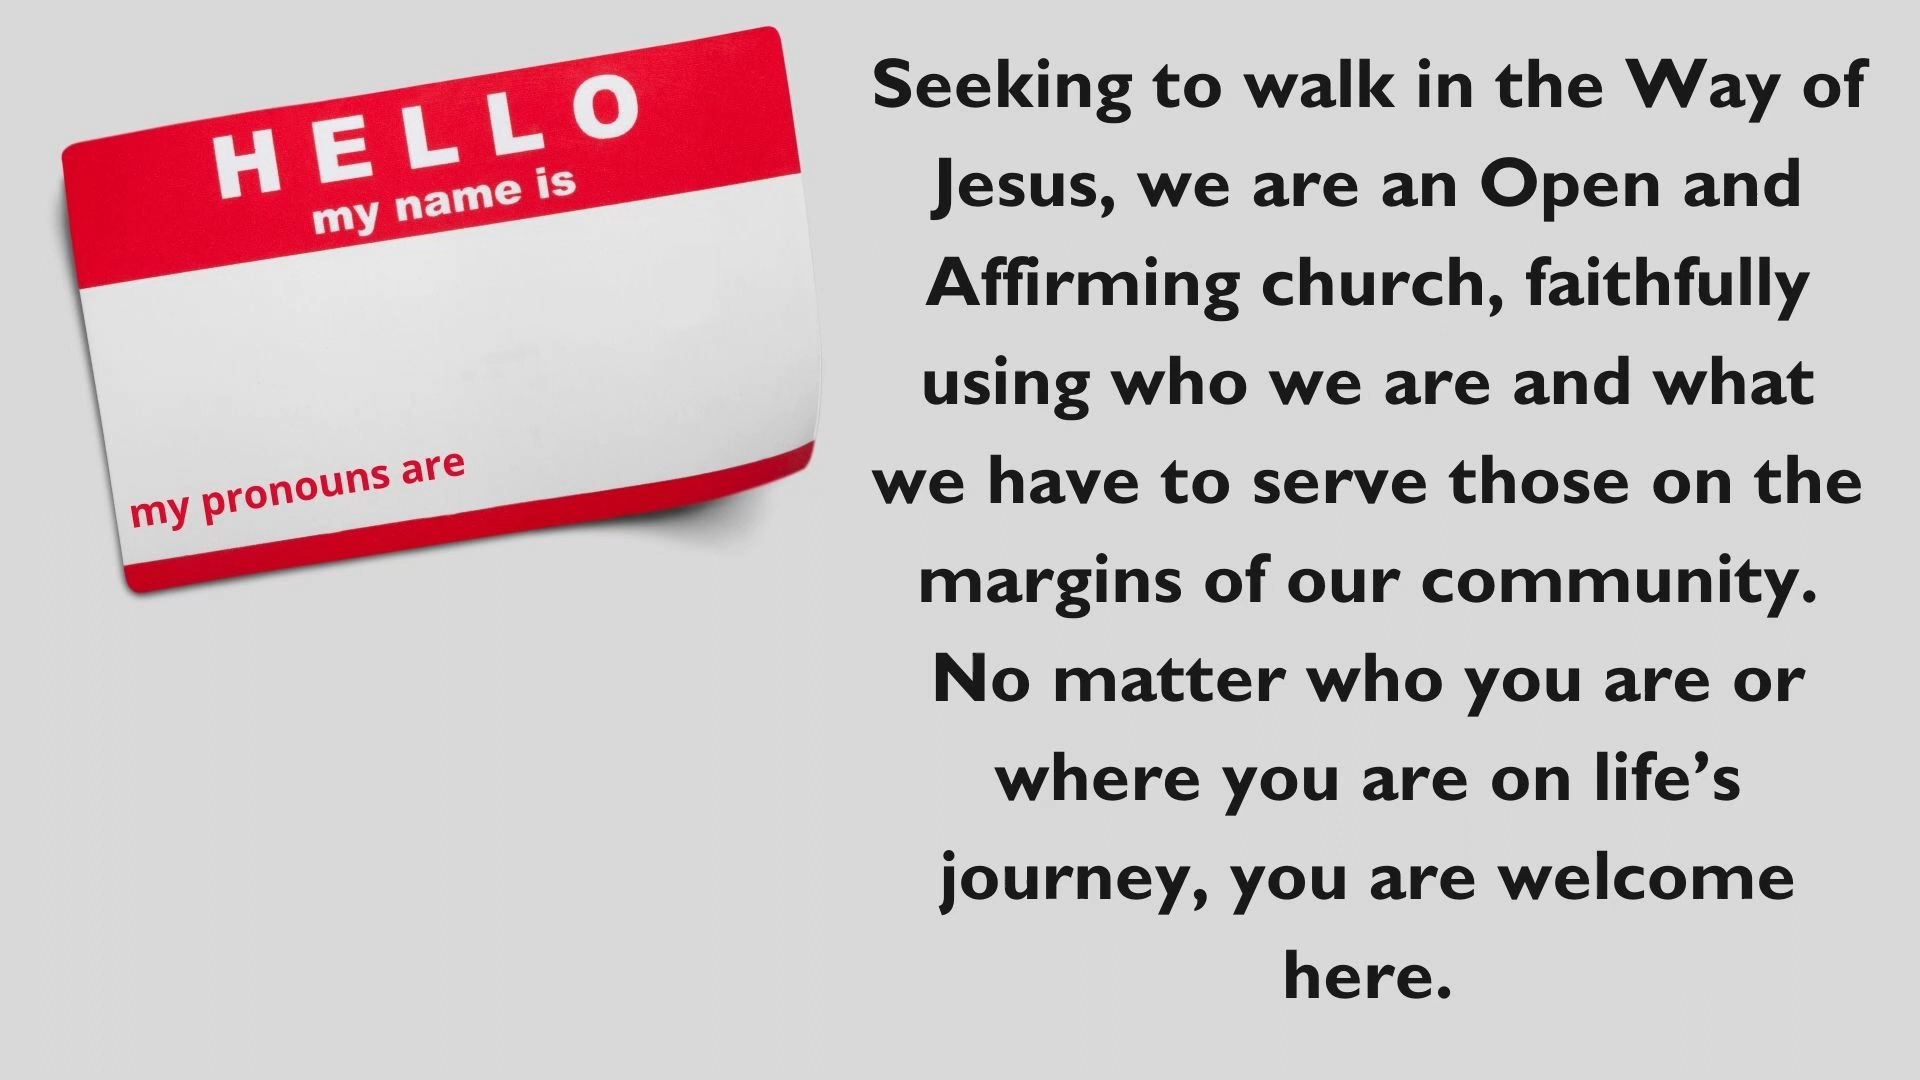 HELLO
my name is
my pronouns are
Seeking to walk in the Way of
Jesus, we are an Open and
Affirming church, faithfully
using who we are and what
we have to serve those on the
margins of our community.
No matter who you are or
where you are on life’s
journey, you are welcome
here.